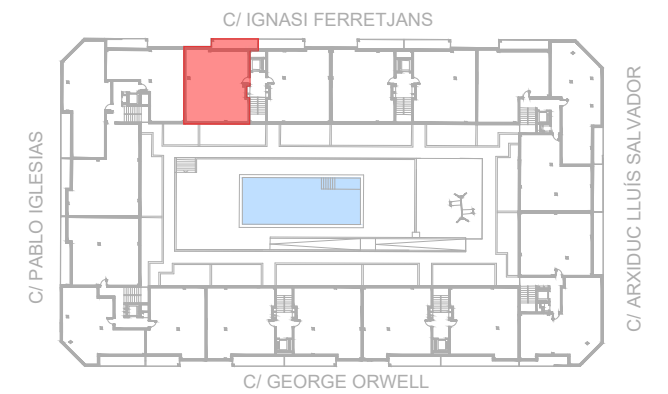 C/ IGNASI FERRETJANS
C/ PABLO IGLESIAS
C/ ARXIDUC LLUÍS SALVADOR
C/ GEORGE ORWELL